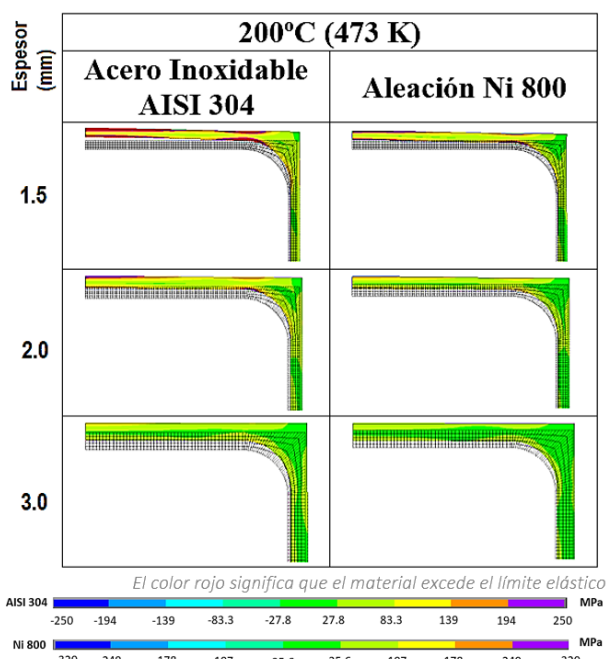 200ºC (473 K)
Espesor
(mm)
Acero Inoxidable
AISI 304
Aleación Ni 800
1.5
2.0
3.0
El color rojo significa que el material excede el límite elástico
AISI 304
MPa
-250 -194 -139 -83.3 -27.8 27.8 83.3 139 194 250
Ni 800
MPa